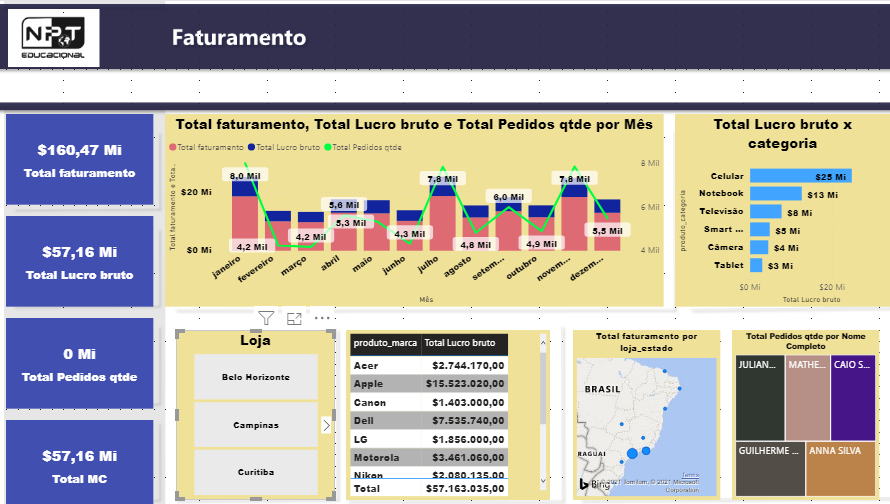 NPT
EDUCACIONAL
Faturamento
$160,47 Mi
Total faturamento
$57,16 Mi
Total Lucro bruto
0 Mi
Total Pedidos qtde
$57,16 Mi
Total MC
Total faturamento, Total Lucro bruto e Total Pedidos qtde por Mês
Total faturamento Total Lucro bruto Total Pedidos qtde
Total faturamento e Tota...
$20 Mi
$0 Mi
8 Mil
6 Mil
4 Mil
8,0 Mil
4,2 Mil
4,2 Mil
5,6 Mil
5,3 Mil
4,3 Mil
7,8 Mil
4,8 Mil
6,0 Mil
4,9 Mil
7,8 Mil
5,5 Mil
janeiro
fevereiro
março
abril
maio
junho
julho
agosto
setem...
outubro
novem...
dezem...
Mês
Total Lucro bruto x
categoria
produto_categoria
Celular $25 Mi
Notebook $13 Mi
Televisão $8 Mi
Smart ... $5 Mi
Câmera $4 Mi
Tablet $3 Mi
$0 Mi $20 Mi
Total Lucro bruto
Loja
Belo Horizonte
Campinas
Curitiba
produto_marca Total Lucro bruto
Acer $2.744.170,00
Apple $15.523.020,00
Canon $1.403.000,00
Dell $7.535.740,00
LG $1.856.000,00
Motorola $3.461.060,00
Nikon $2.080.135,00
Total $57.163.035,00
Total faturamento por
loja_estado
BRASIL
RAGUAI
Terms
Bing
© 2021 TomTom, © 2021 Microsoft
Corporation
Total Pedidos qtde por Nome
Completo
JULIAN...
MATHE...
CAIO S...
GUILHERME ...
ANNA SILVA